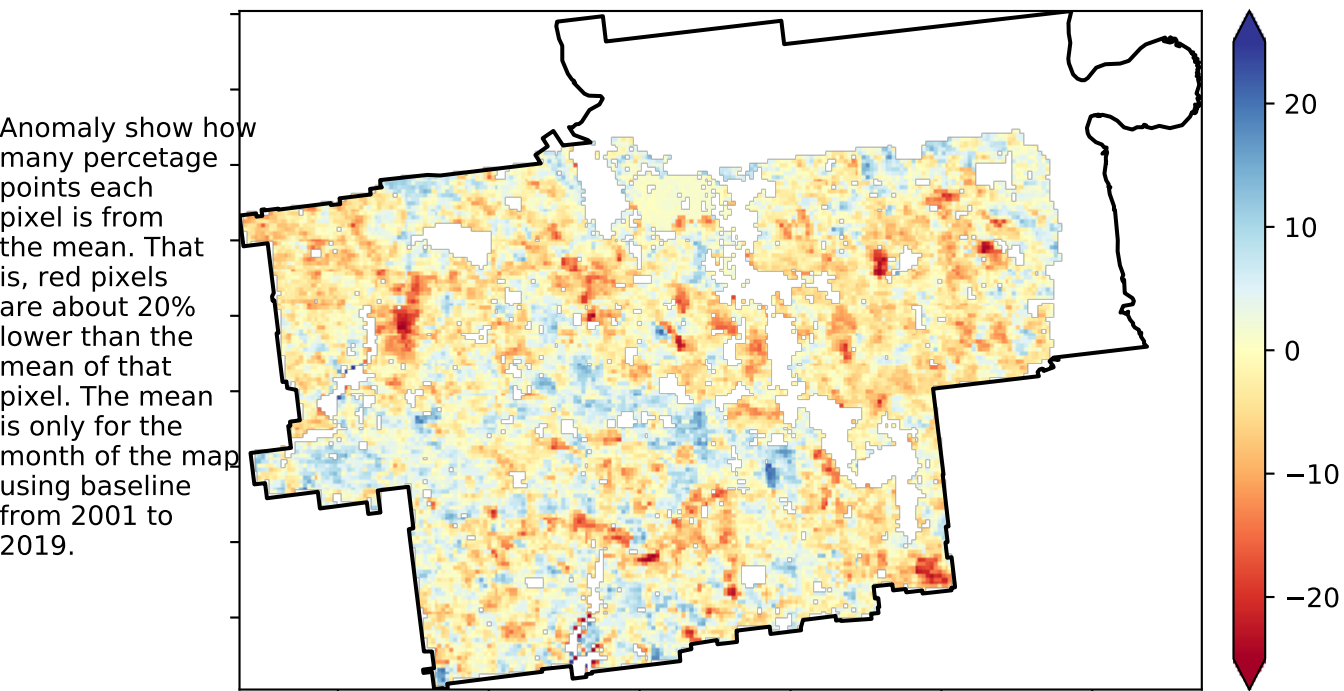 Anomaly show how
many percetage
points each
pixel is from
the mean. That
is, red pixels
are about 20%
lower than the
mean of that
pixel. The mean
is only for the
month of the map
using baseline
from 2001 to
2019.
20
10
0
−10
−20